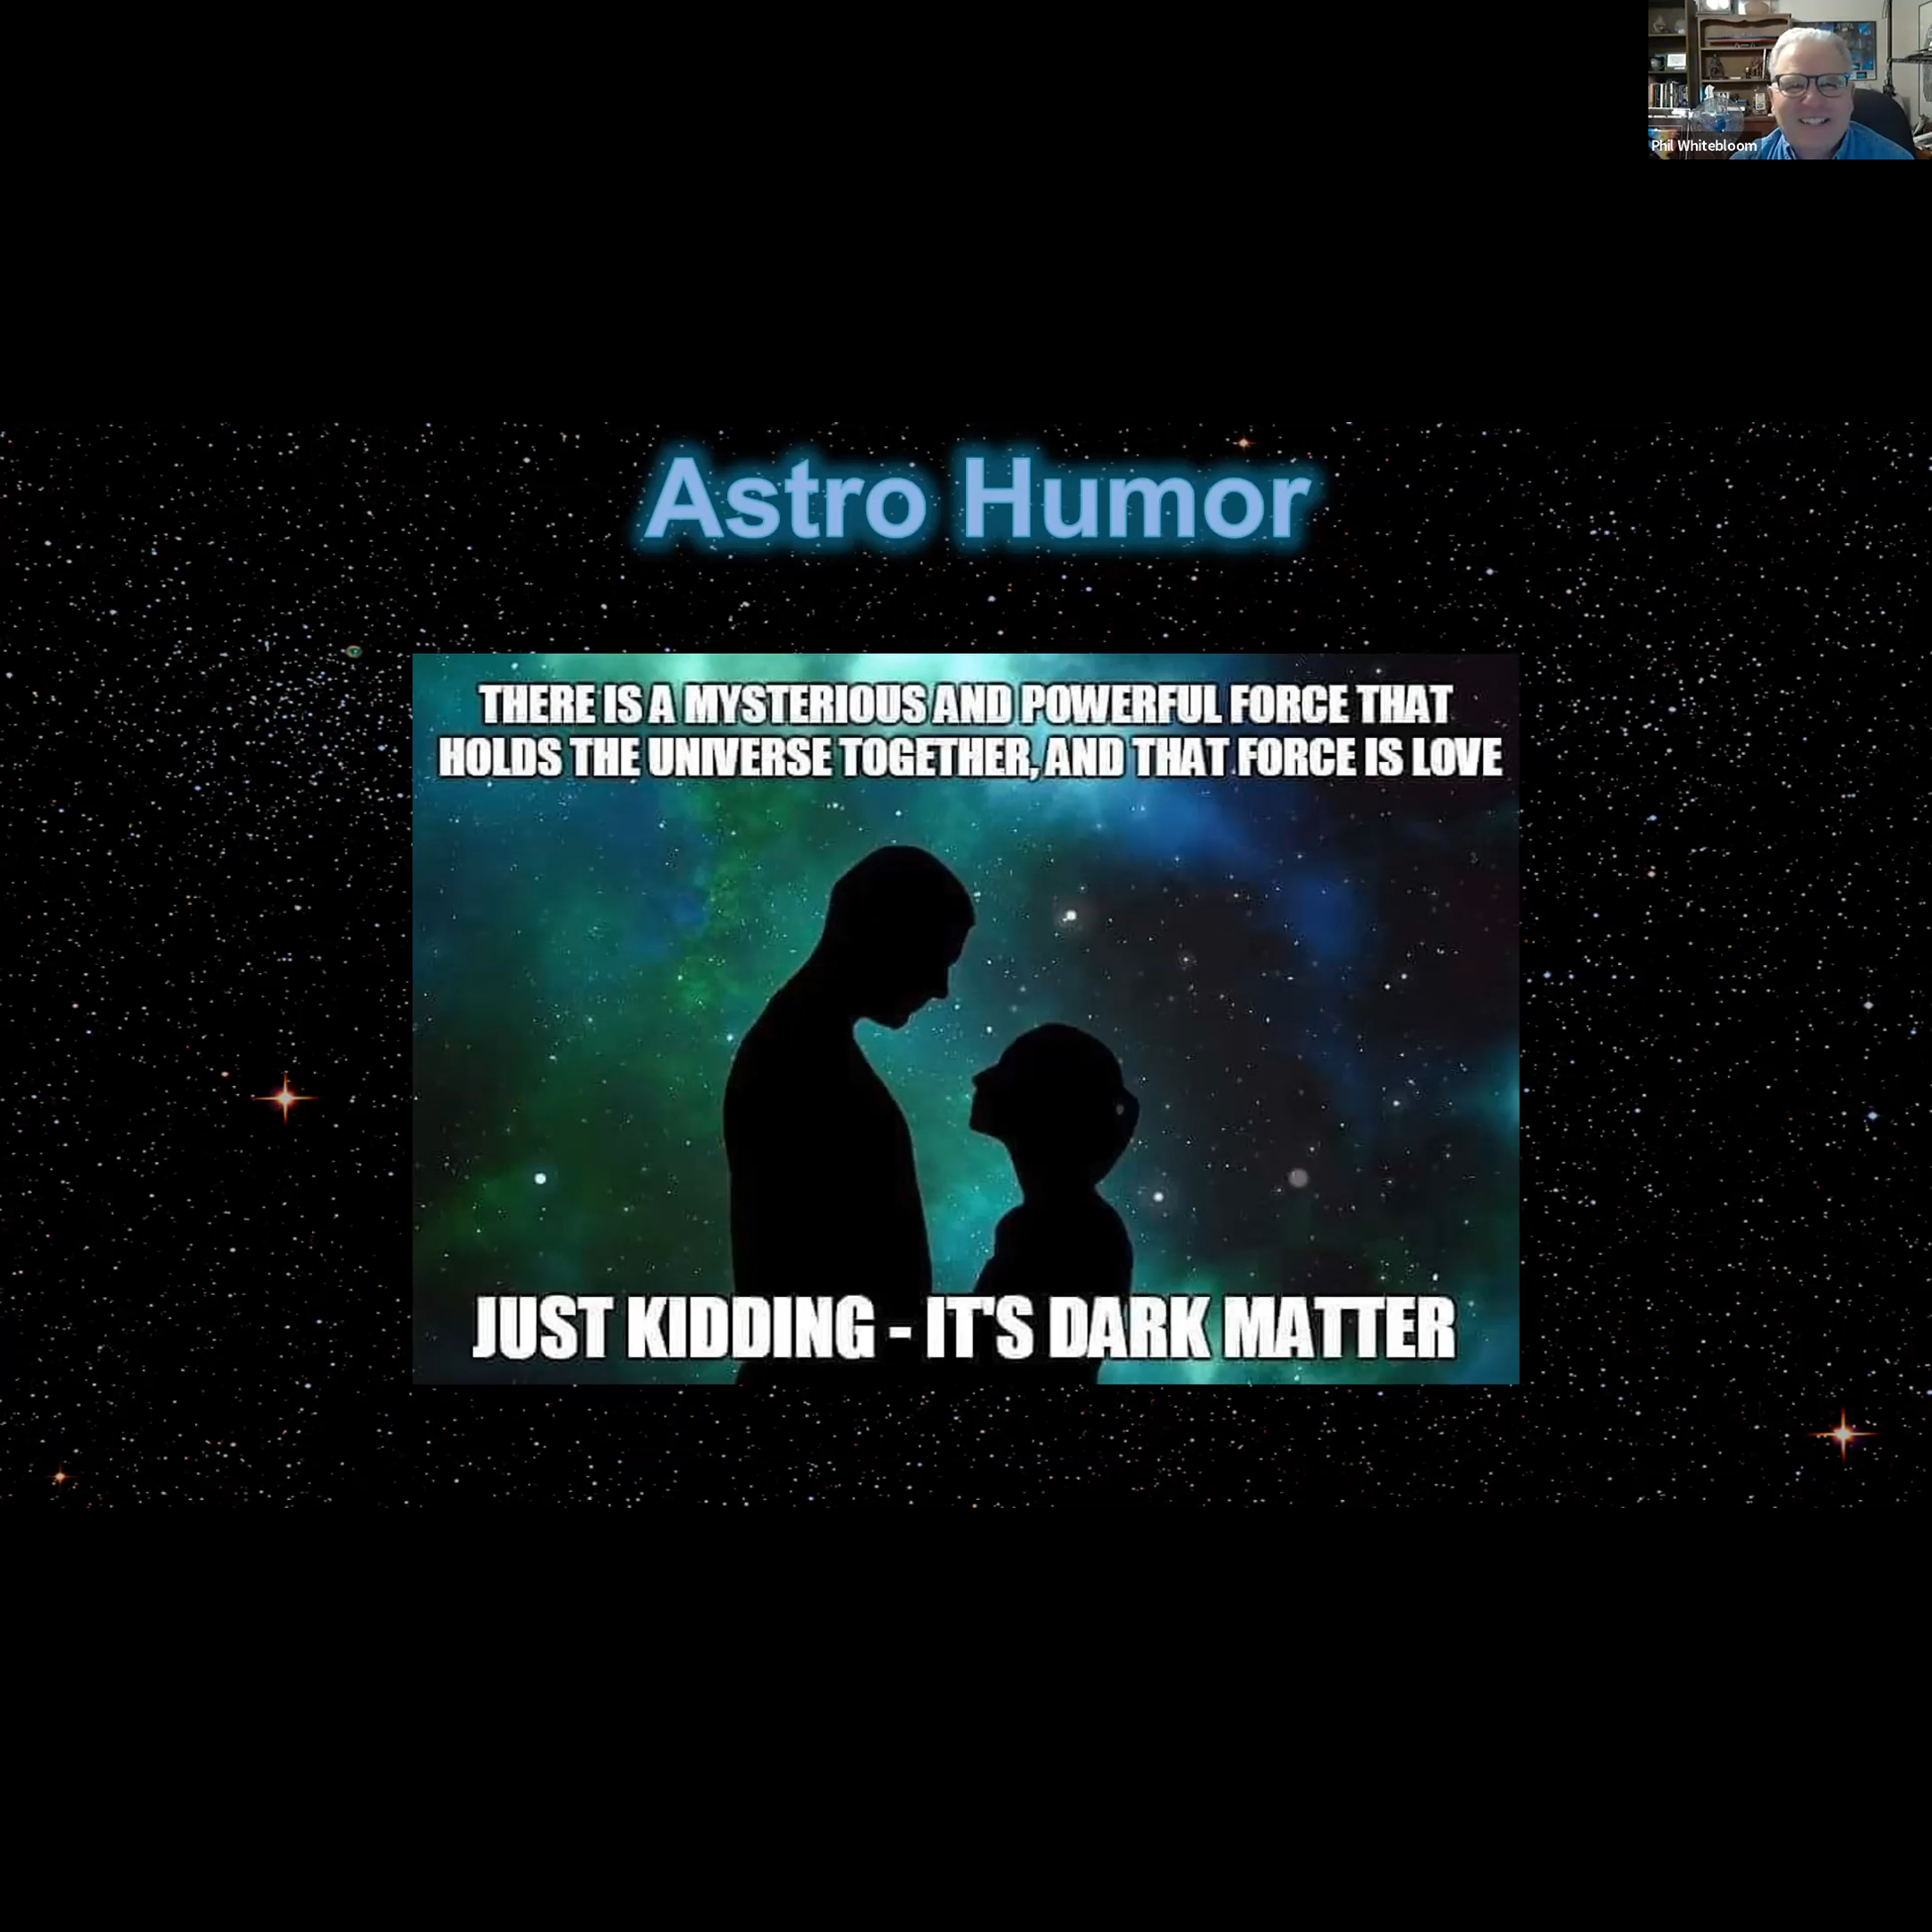 Phil Whitebloom
Astro Humor
THERE IS A MYSTERIOUS AND POWERFUL FORCE THAT
HOLDS THE UNIVERSE TOGETHER, AND THAT FORCE IS LOVE
JUST KIDDING - IT'S DARK MATTER